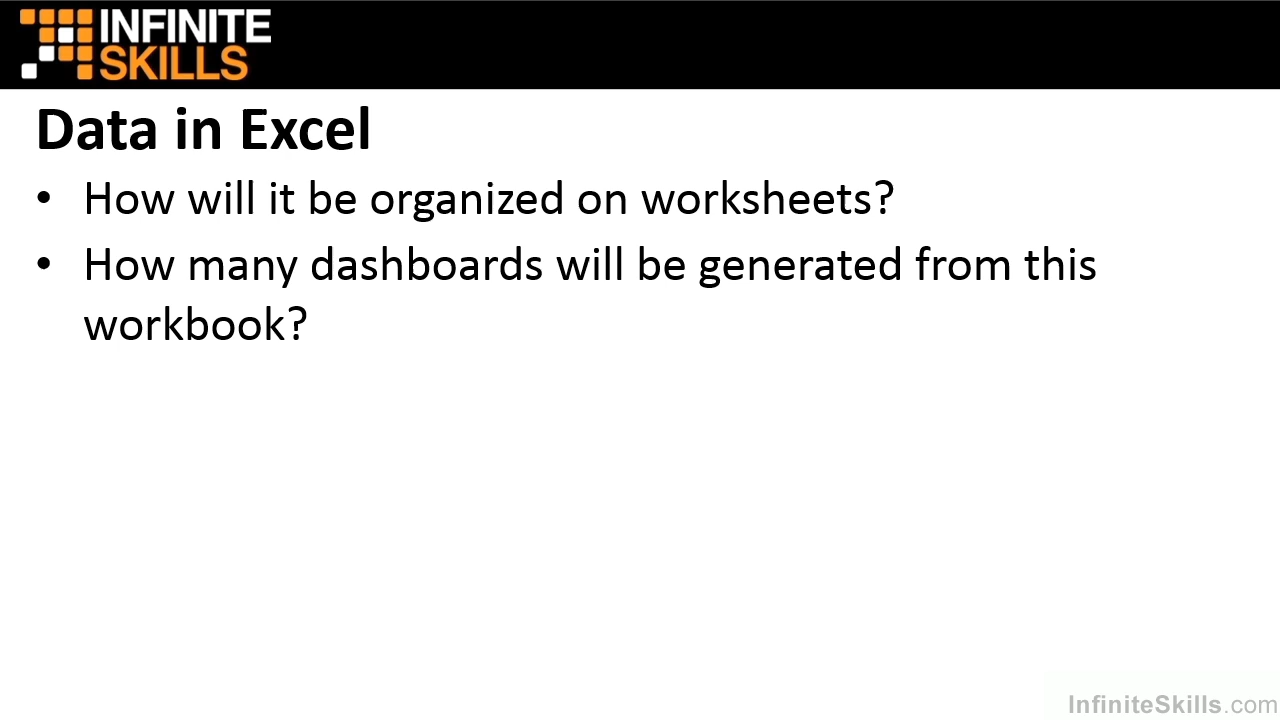 INFINITE
SKILLS
Data in Excel
• How will it be organized on worksheets?
• How many dashboards will be generated from this
workbook?
InfiniteSkills.com